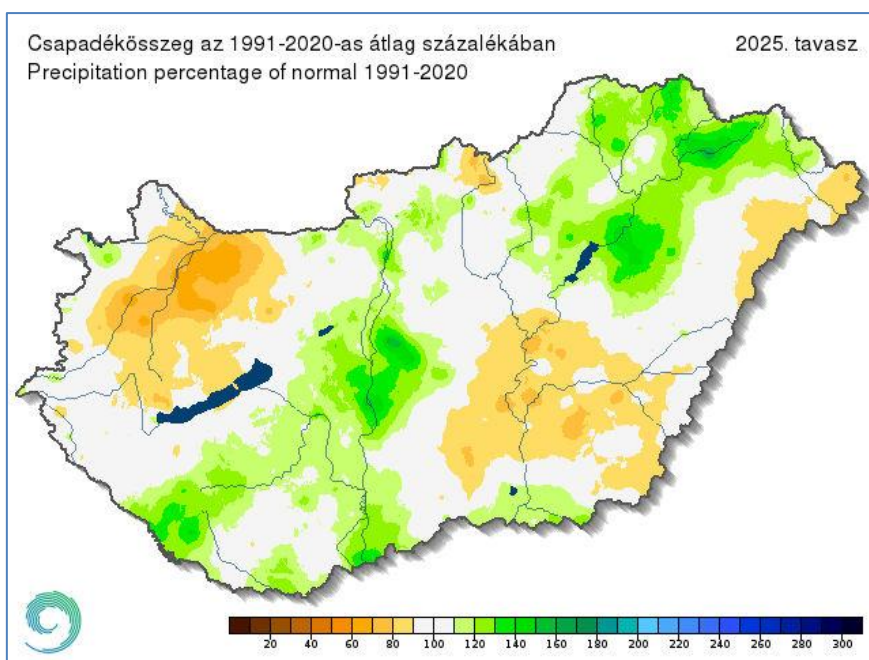 Csapadékösszeg az 1991-2020-as átlag százalékában 2025. tavasz
Precipitation percentage of normal 1991-2020
20 40 60 80 100 120 140 160 180 200 220 240 260 280 300